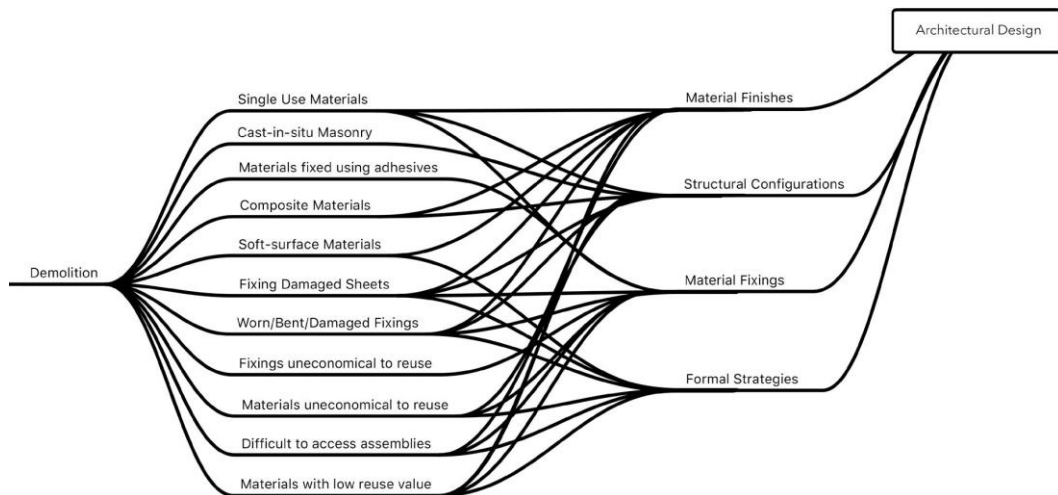 Architectural Design
Single Use Materials
Material Finishes
Cast-in-situ Masonry
Materials fixed using adhesives
Structural Configurations
Composite Materials
Soft-surface Materials
Demolition
Fixing Damaged Sheets
Material Fixings
Worn/Bent/Damaged Fixings
Fixings uneconomical to reuse
Formal Strategies
Materials uneconomical to reuse
Difficult to access assemblies
Materials with low reuse value